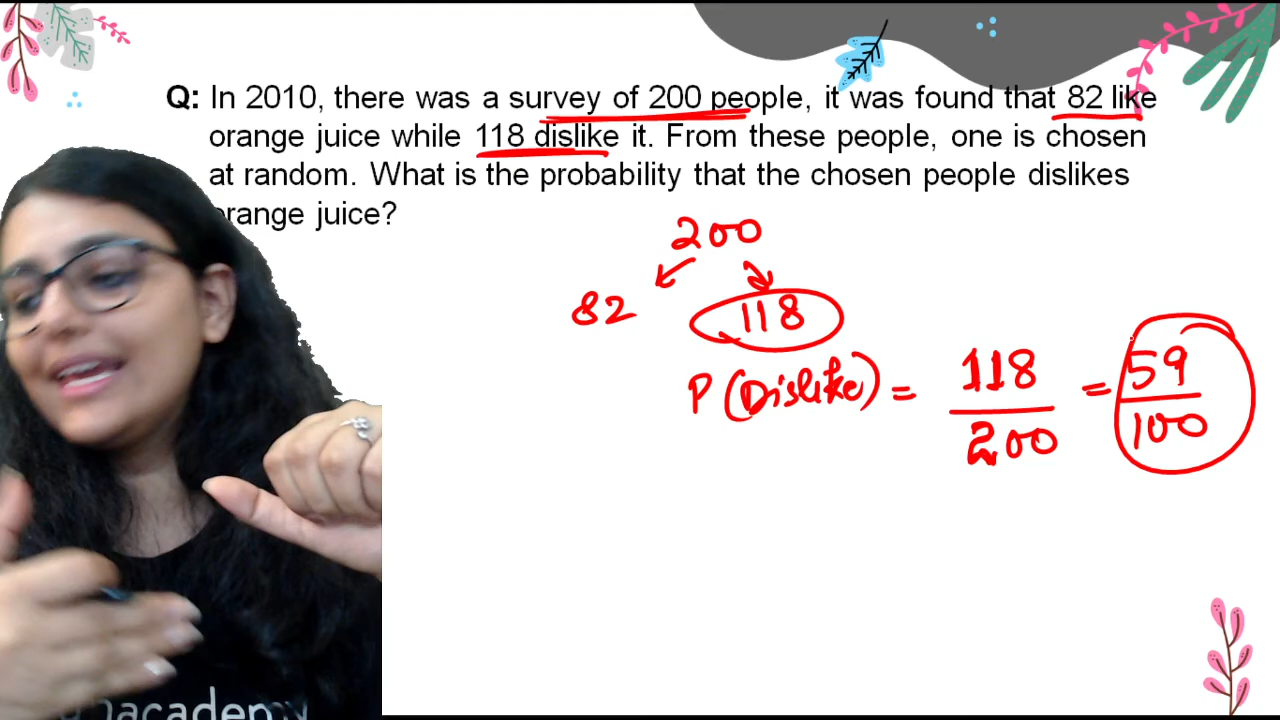 Q: In 2010, there was a survey of 200 people, it was found that 82 like
orange juice while 118 dislike it. From these people, one is chosen
at random. What is the probability that the chosen people dislikes
orange juice?
200
82 118
P (Dislike) = 118/200 = 59/100
academy